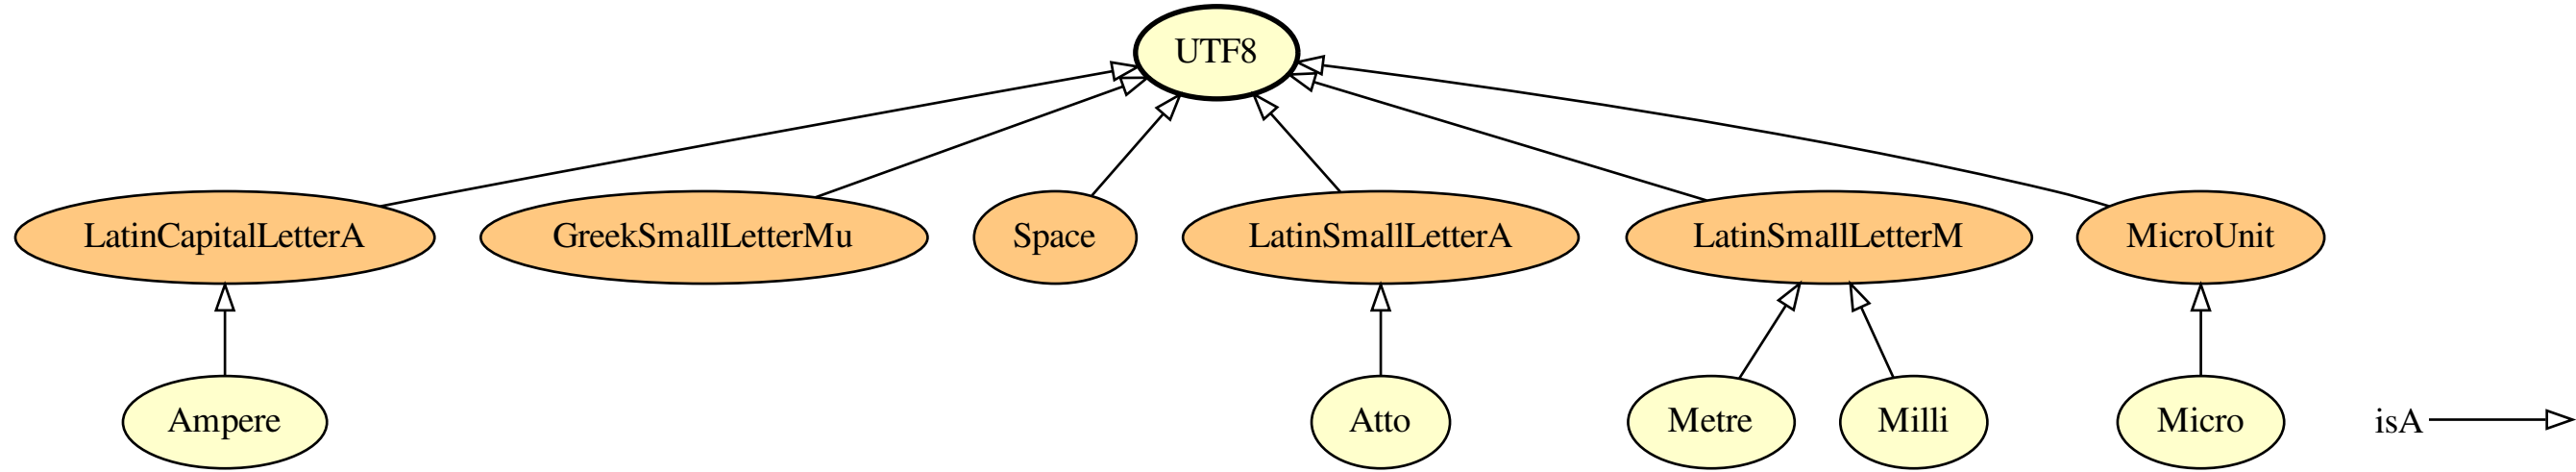 UTF8
LatinCapitalLetterA
GreekSmallLetterMu
Space
LatinSmallLetterA
LatinSmallLetterM
MicroUnit
Ampere
Atto
Metre
Milli
Micro
isA